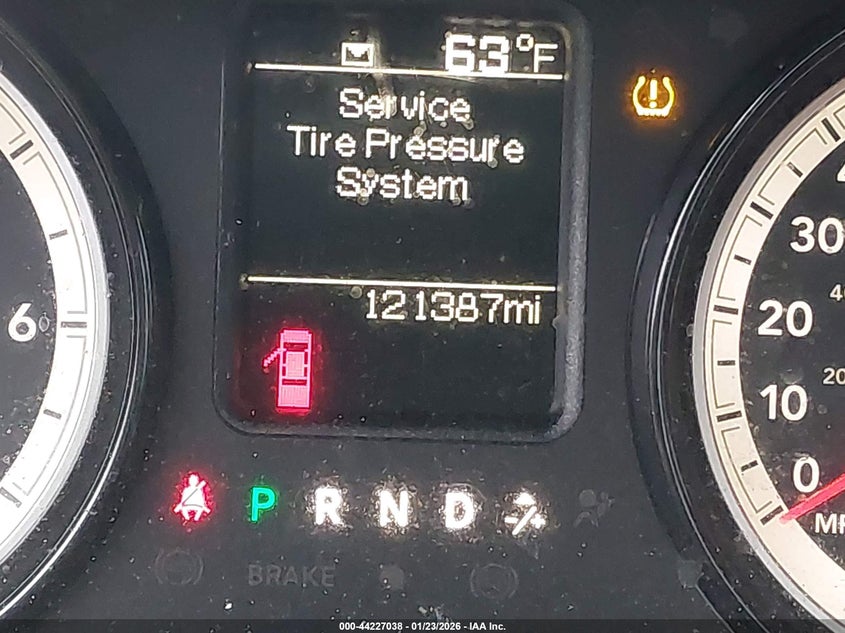 63°F
Service
Tire Pressure
System
121387mi
6
30
20
10
0
P R N D
BRAKE
000-44227038 - 01/23/2026 - IAA Inc.